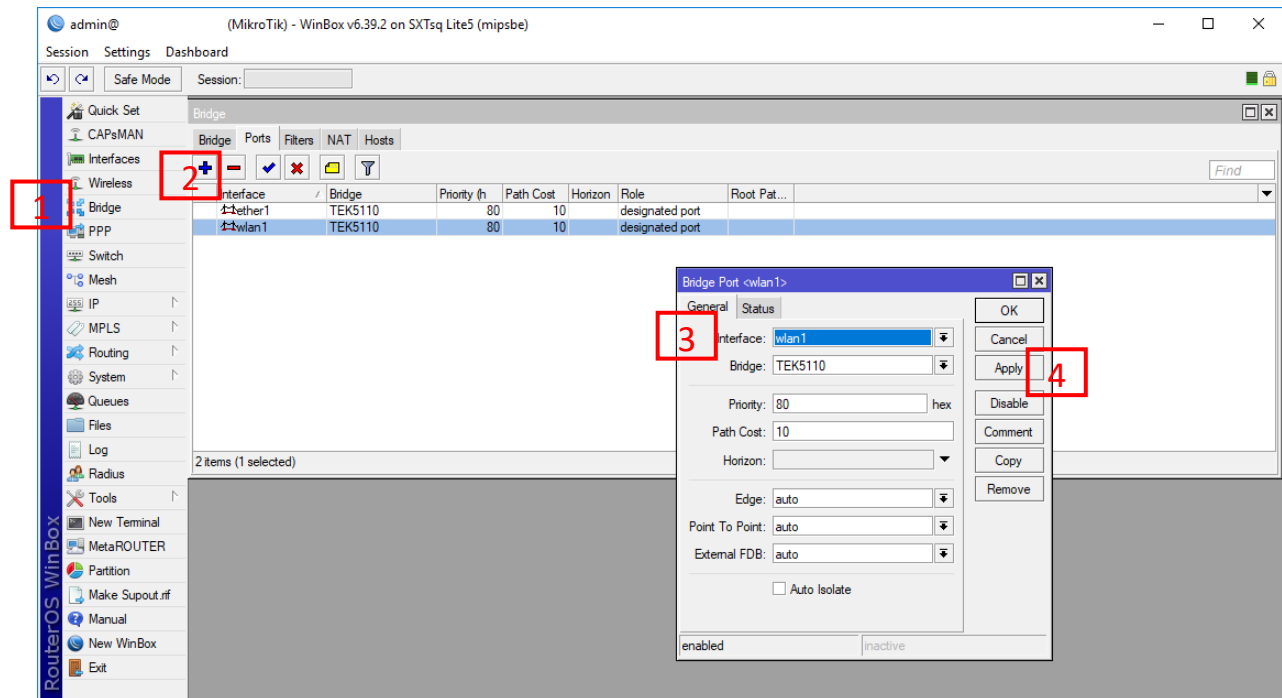 admin@ (MikroTik) - WinBox v6.39.2 on SXTsq Lite5 (mipsbe)
Session Settings Dashboard
Safe Mode Session:
Quick Set
CAPsMAN
Interfaces
Wireless
Bridge
PPP
Switch
Mesh
IP
MPLS
Routing
System
Queues
Files
Log
Radius
Tools
New Terminal
MetaROUTER
Partition
Make Supout.rif
Manual
New WinBox
Exit
RouterOS WinBox
1
Bridge
Bridge Ports Filters NAT Hosts
2
Find
Interface Bridge Priority (h Path Cost Horizon Role Root Pat...
ether1 TEK5110 80 10 designated port
wlan1 TEK5110 80 10 designated port
2 items (1 selected)
Bridge Port <wlan1>
General Status
3
Interface: wlan1
Bridge: TEK5110
Priority: 80 hex
Path Cost: 10
Horizon:
Edge: auto
Point To Point: auto
External FDB: auto
Auto Isolate
OK
Cancel
Apply
4
Disable
Comment
Copy
Remove
enabled inactive